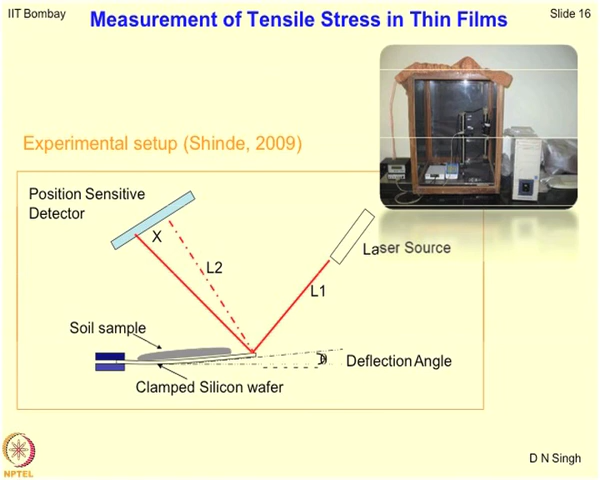 IIT Bombay
Measurement of Tensile Stress in Thin Films
Slide 16
Experimental setup (Shinde, 2009)
Position Sensitive
Detector
X
L2
Laser Source
L1
Soil sample
Deflection Angle
Clamped Silicon wafer
D N Singh
NPTEL